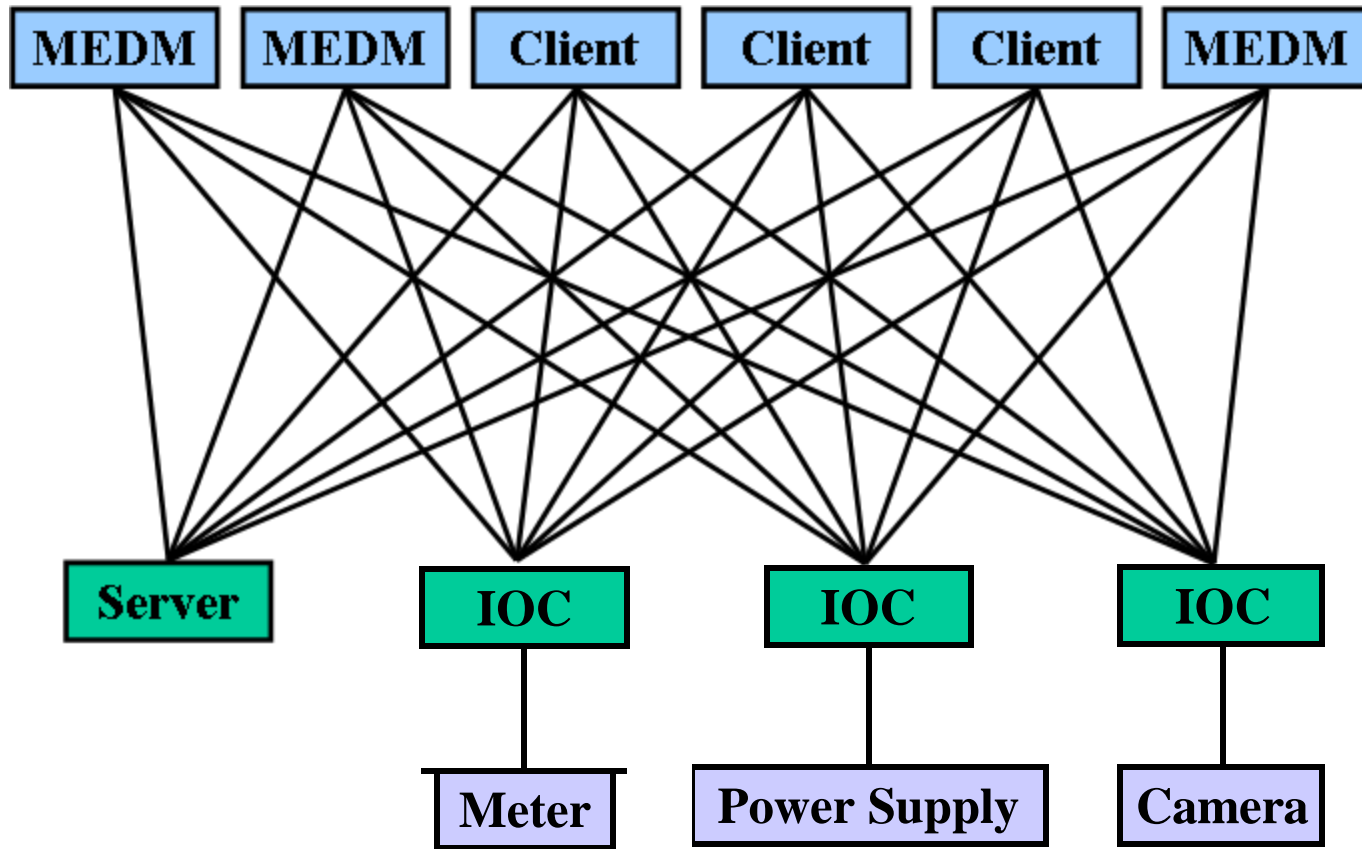 MEDM
MEDM
Client
Client
Client
MEDM
Server
IOC
IOC
IOC
Meter
Power Supply
Camera